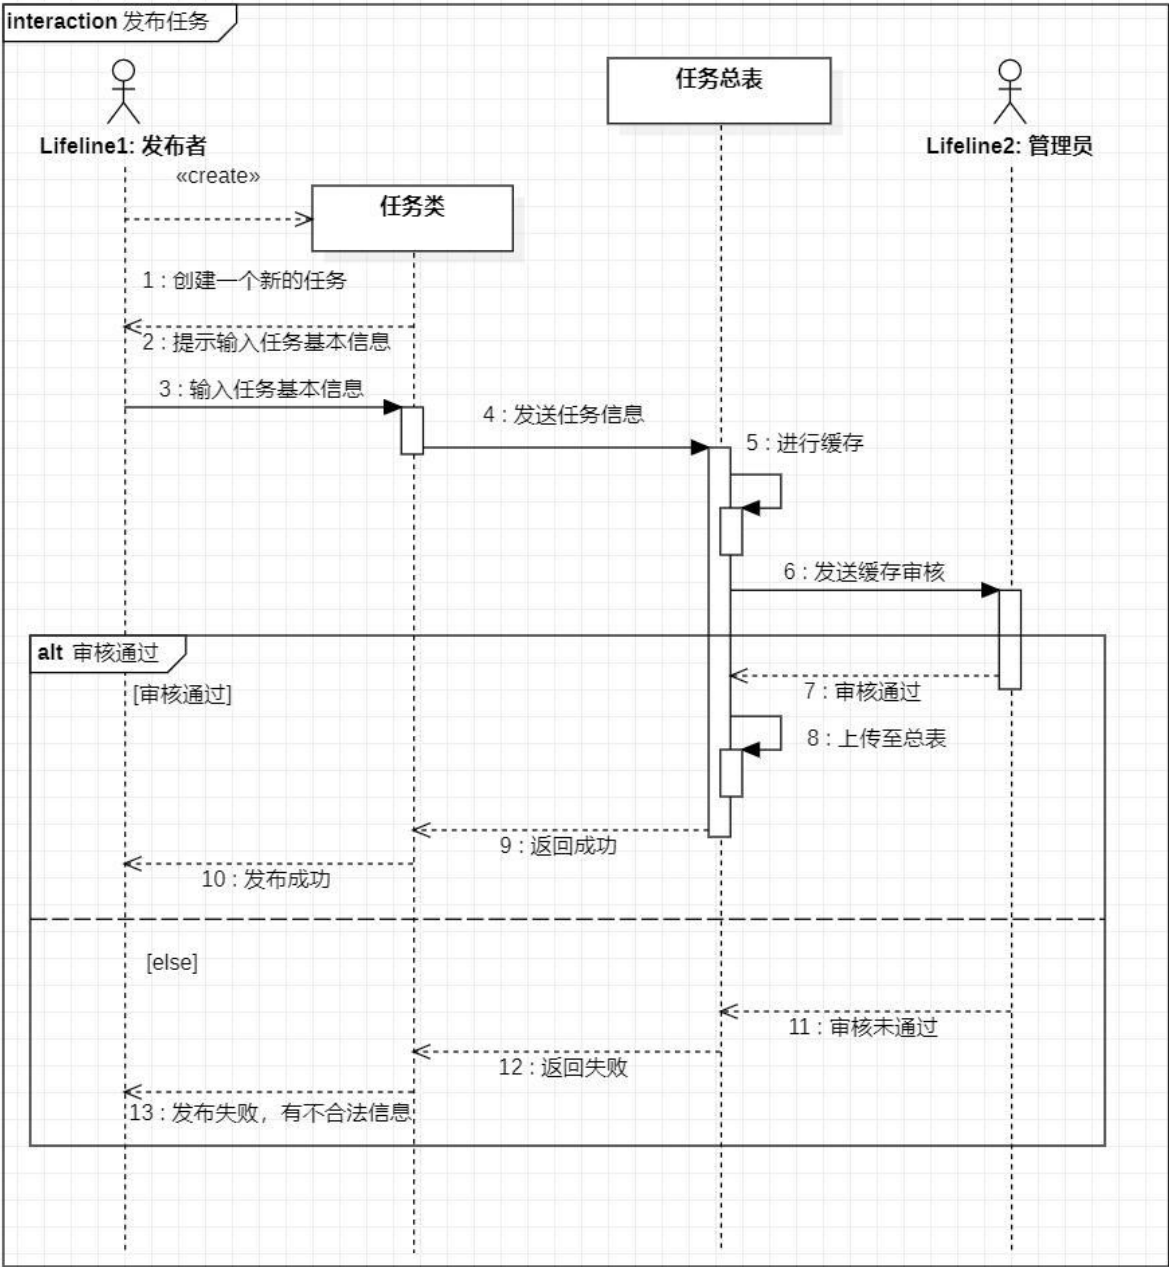 interaction 发布任务
任务总表
Lifeline1: 发布者
Lifeline2: 管理员
«create»
任务类
1 : 创建一个新的任务
2 : 提示输入任务基本信息
3 : 输入任务基本信息
4 : 发送任务信息
5 : 进行缓存
6 : 发送缓存审核
alt 审核通过
[审核通过]
7 : 审核通过
8 : 上传至总表
9 : 返回成功
10 : 发布成功
[else]
11 : 审核未通过
12 : 返回失败
13 : 发布失败，有不合法信息